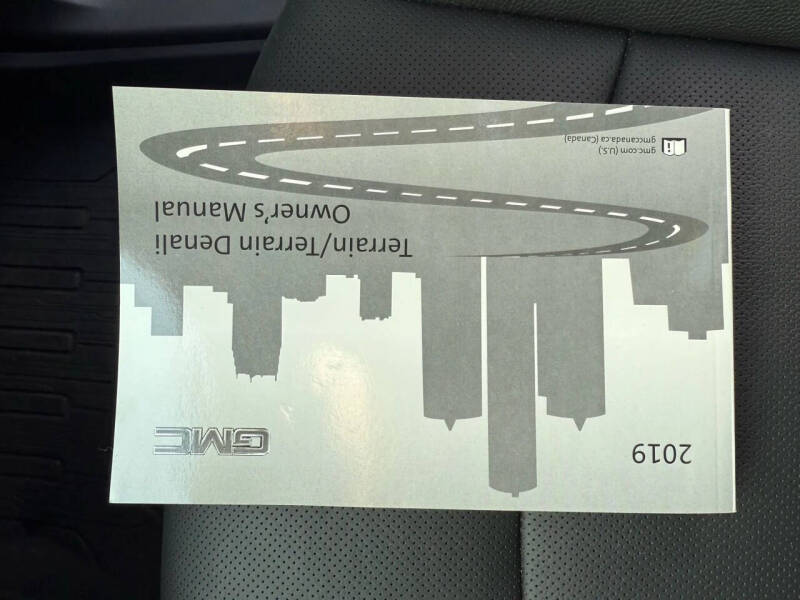 2019
GMC
Terrain/Terrain Denali
Owner's Manual
gmc.com (U.S.)
gmccanada.ca (Canada)